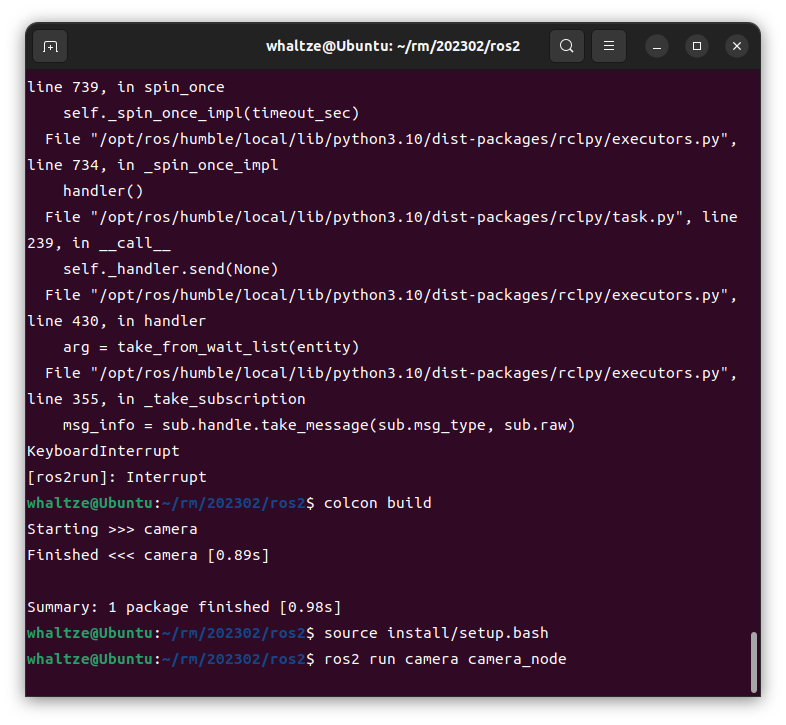 whaltze@Ubuntu: ~/rm/202302/ros2
line 739, in spin_once
    self._spin_once_impl(timeout_sec)
  File "/opt/ros/humble/local/lib/python3.10/dist-packages/rclpy/executors.py",
line 734, in _spin_once_impl
    handler()
  File "/opt/ros/humble/local/lib/python3.10/dist-packages/rclpy/task.py", line
239, in __call__
    self._handler.send(None)
  File "/opt/ros/humble/local/lib/python3.10/dist-packages/rclpy/executors.py",
line 430, in handler
    arg = take_from_wait_list(entity)
  File "/opt/ros/humble/local/lib/python3.10/dist-packages/rclpy/executors.py",
line 355, in _take_subscription
    msg_info = sub.handle.take_message(sub.msg_type, sub.raw)
KeyboardInterrupt
[ros2run]: Interrupt
whaltze@Ubuntu:~/rm/202302/ros2$ colcon build
Starting >>> camera
Finished <<< camera [0.89s]

Summary: 1 package finished [0.98s]
whaltze@Ubuntu:~/rm/202302/ros2$ source install/setup.bash
whaltze@Ubuntu:~/rm/202302/ros2$ ros2 run camera camera_node